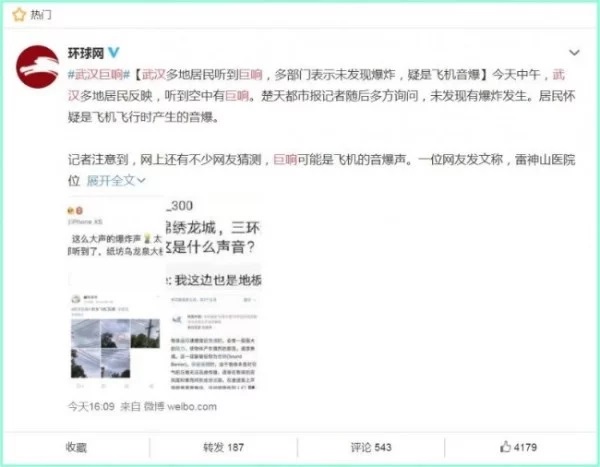 热门
环球网
#武汉巨响#【武汉多地居民听到巨响，多部门表示未发现爆炸，疑是飞机音爆】今天中午，武
汉多地居民反映，听到空中有巨响。楚天都市报记者随后多方询问，未发现有爆炸发生。居民怀
疑是飞机飞行时产生的音爆。
记者注意到，网上还有不少网友猜测，巨响可能是飞机的音爆声。一位网友发文称，雷神山医院
位 展开全文
iPhone XS
这么大声的爆炸声
听到了。纸坊乌龙泉大
_300
锦绣龙城，三环
是什么声音？
: 我这边也是地板
今天16:09 来自 微博 weibo.com
收藏
转发 187
评论 543
4179